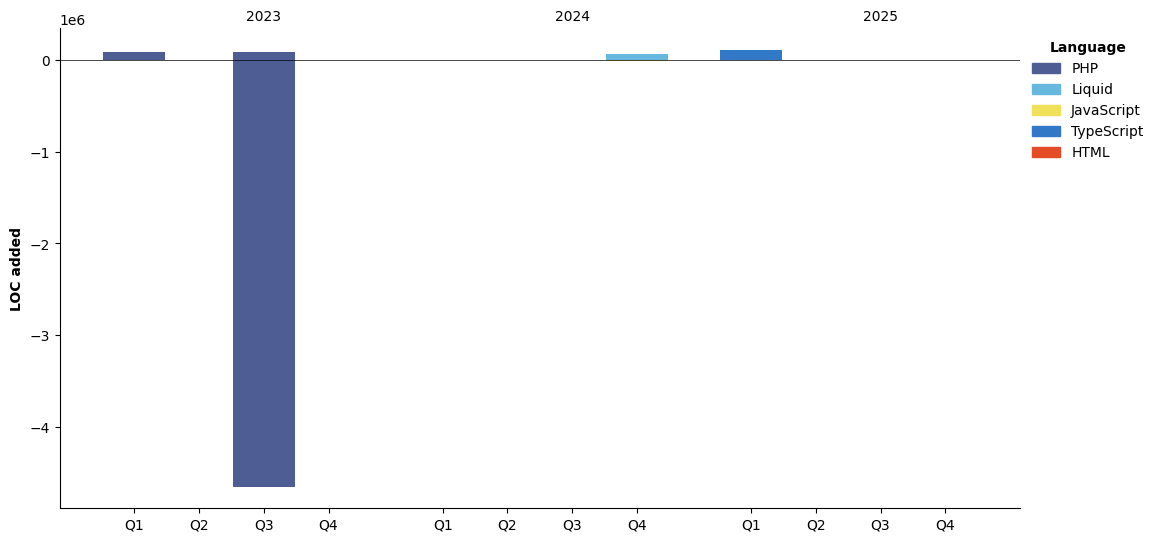 1e6
2023 2024 2025
0
−1
−2
−3
−4
LOC added
Q1 Q2 Q3 Q4 Q1 Q2 Q3 Q4 Q1 Q2 Q3 Q4
Language
PHP
Liquid
JavaScript
TypeScript
HTML